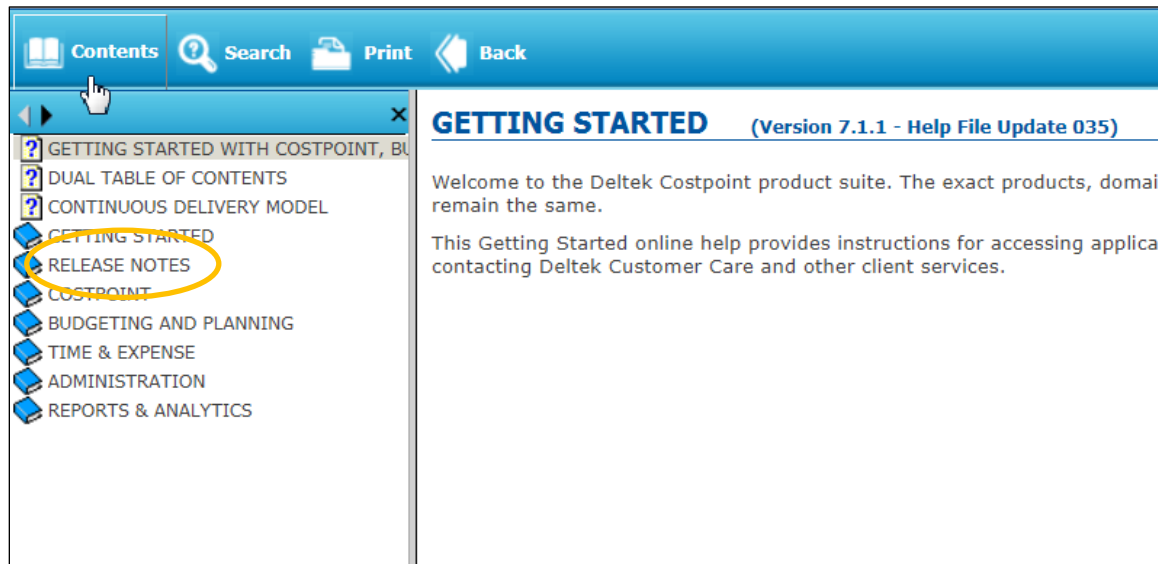 Contents Search Print Back
GETTING STARTED WITH COSTPOINT,
DUAL TABLE OF CONTENTS
CONTINUOUS DELIVERY MODEL
GETTING STARTED
RELEASE NOTES
COSTPOINT
BUDGETING AND PLANNING
TIME & EXPENSE
ADMINISTRATION
REPORTS & ANALYTICS
GETTING STARTED (Version 7.1.1 - Help File Update 035)
Welcome to the Deltek Costpoint product suite. The exact products,
remain the same.
This Getting Started online help provides instructions for accessing
contacting Deltek Customer Care and other client services.